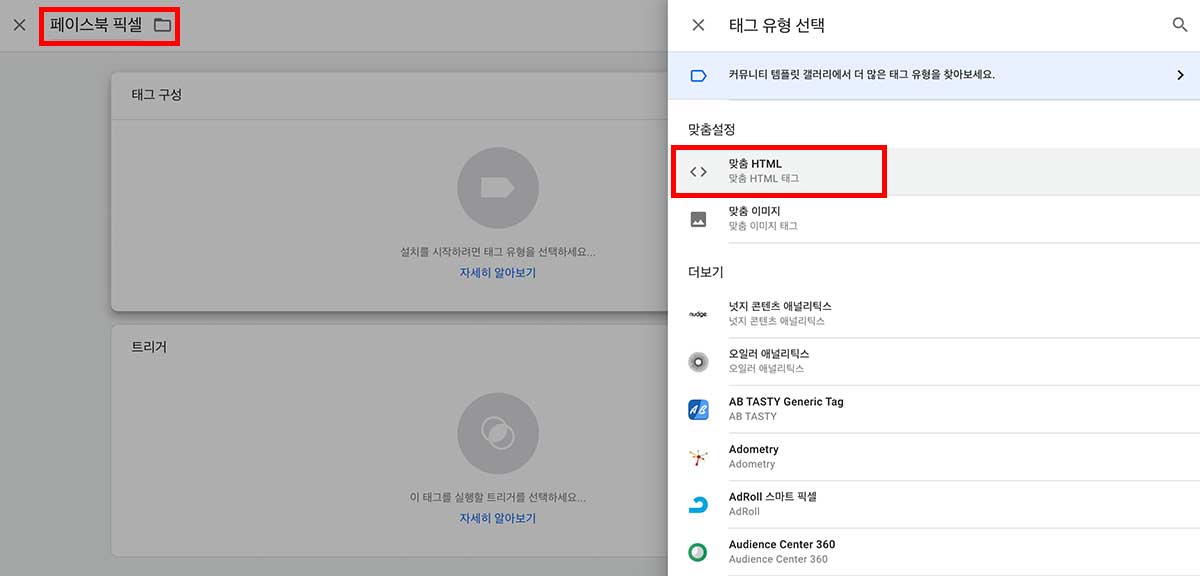 페이스북 픽셀
태그 구성
설치를 시작하려면 태그 유형을 선택하세요...
자세히 알아보기
트리거
이 태그를 실행할 트리거를 선택하세요...
자세히 알아보기
태그 유형 선택
커뮤니티 템플릿 갤러리에서 더 많은 태그 유형을 찾아보세요.
맞춤설정
맞춤 HTML
맞춤 HTML 태그
맞춤 이미지
맞춤 이미지 태그
더보기
nudge
넛지 콘텐츠 애널리틱스
넛지 콘텐츠 애널리틱스
오일러 애널리틱스
오일러 애널리틱스
AB
AB TASTY Generic Tag
AB TASTY
Adometry
Adometry
AdRoll 스마트 픽셀
AdRoll
Audience Center 360
Audience Center 360